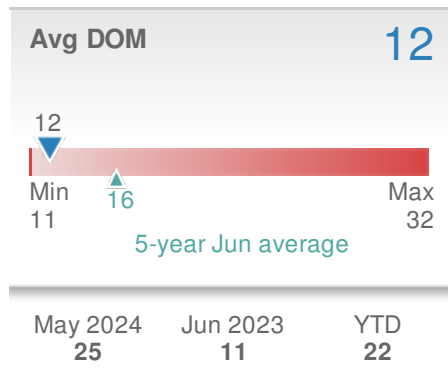 Avg DOM 12
12
Min Max
16
11 32
5-year Jun average
May 2024 Jun 2023 YTD
25 11 22